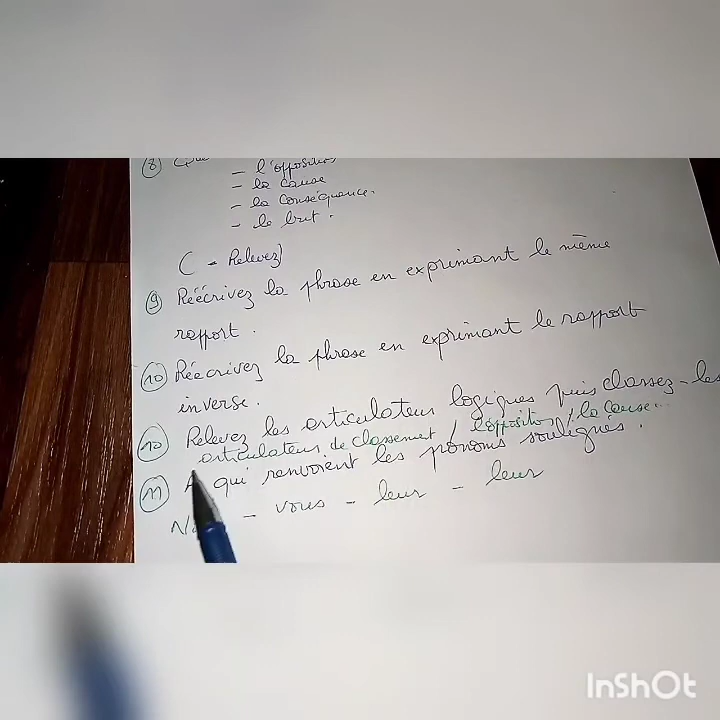 (8)
- l'opposition
- la cause
- la conséquence.
- le but.
( = Relevez)
(9) Réécrivez la phrase en exprimant le même
rapport.
(10) Réécrivez la phrase en exprimant le rapport
inverse.
(10) Relevez les articulateurs logiques puis classez-les
articulateurs de classement / l'opposition / la cause...
(11) A qui renvoient les pronoms soulignés.
- vous - leur - leur
InShOt